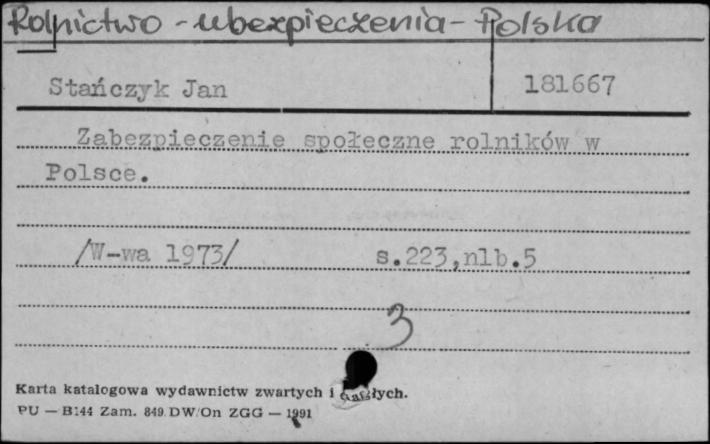 Rolnictwo - ubezpieczenia - Polska
Stańczyk Jan 181667
Zabezpieczenie społeczne rolników w
Polsce.
/W-wa 1973/ s.223,nlb.5
3
Karta katalogowa wydawnictw zwartych i ciągłych.
PU — B144 Zam. 849 DW/On ZGG — 1991